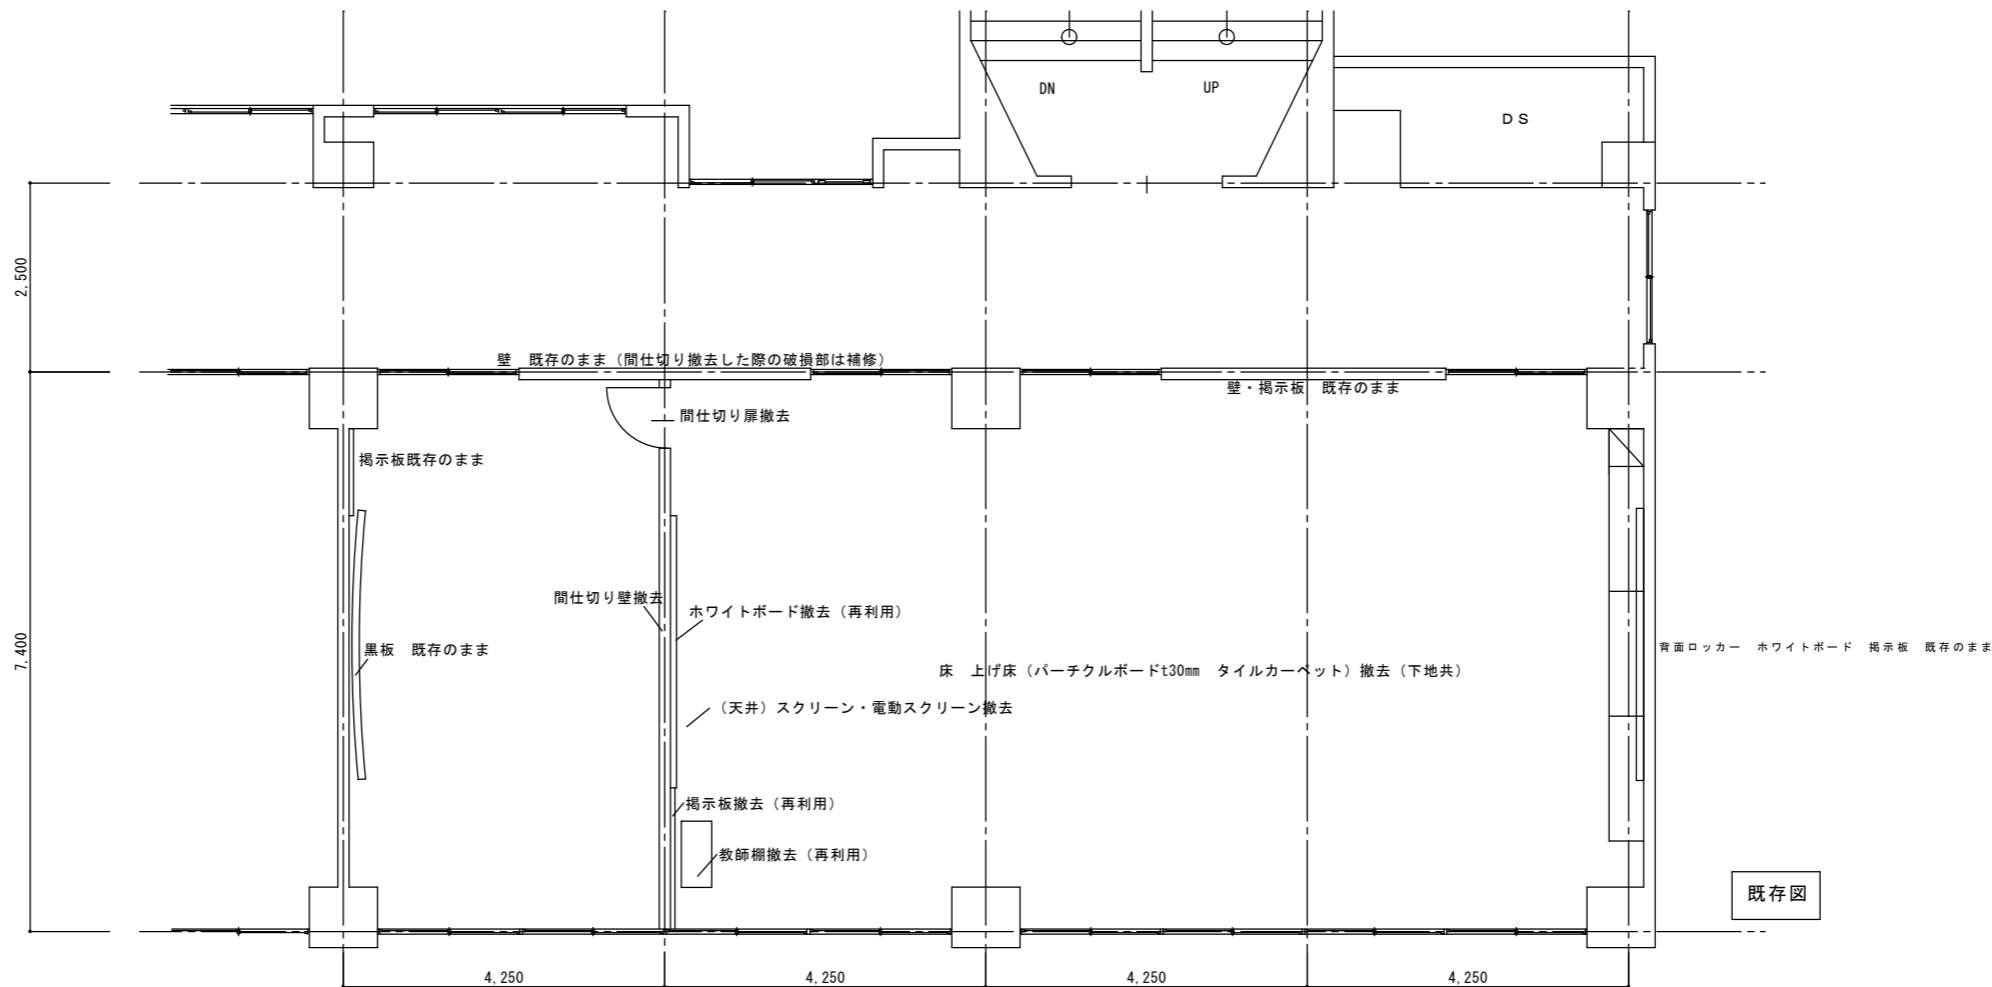 DN
UP
DS
2,500
壁　既存のまま（間仕切り撤去した際の破損部は補修）
壁・掲示板　既存のまま
間仕切り扉撤去
掲示板既存のまま
間仕切り壁撤去
ホワイトボード撤去（再利用）
7,400
黒板　既存のまま
背面ロッカー　ホワイトボード　掲示板　既存のまま
床　上げ床（パーチクルボードt30㎜　タイルカーペット）撤去（下地共）
（天井）スクリーン・電動スクリーン撤去
掲示板撤去（再利用）
教師棚撤去（再利用）
既存図
4,250
4,250
4,250
4,250